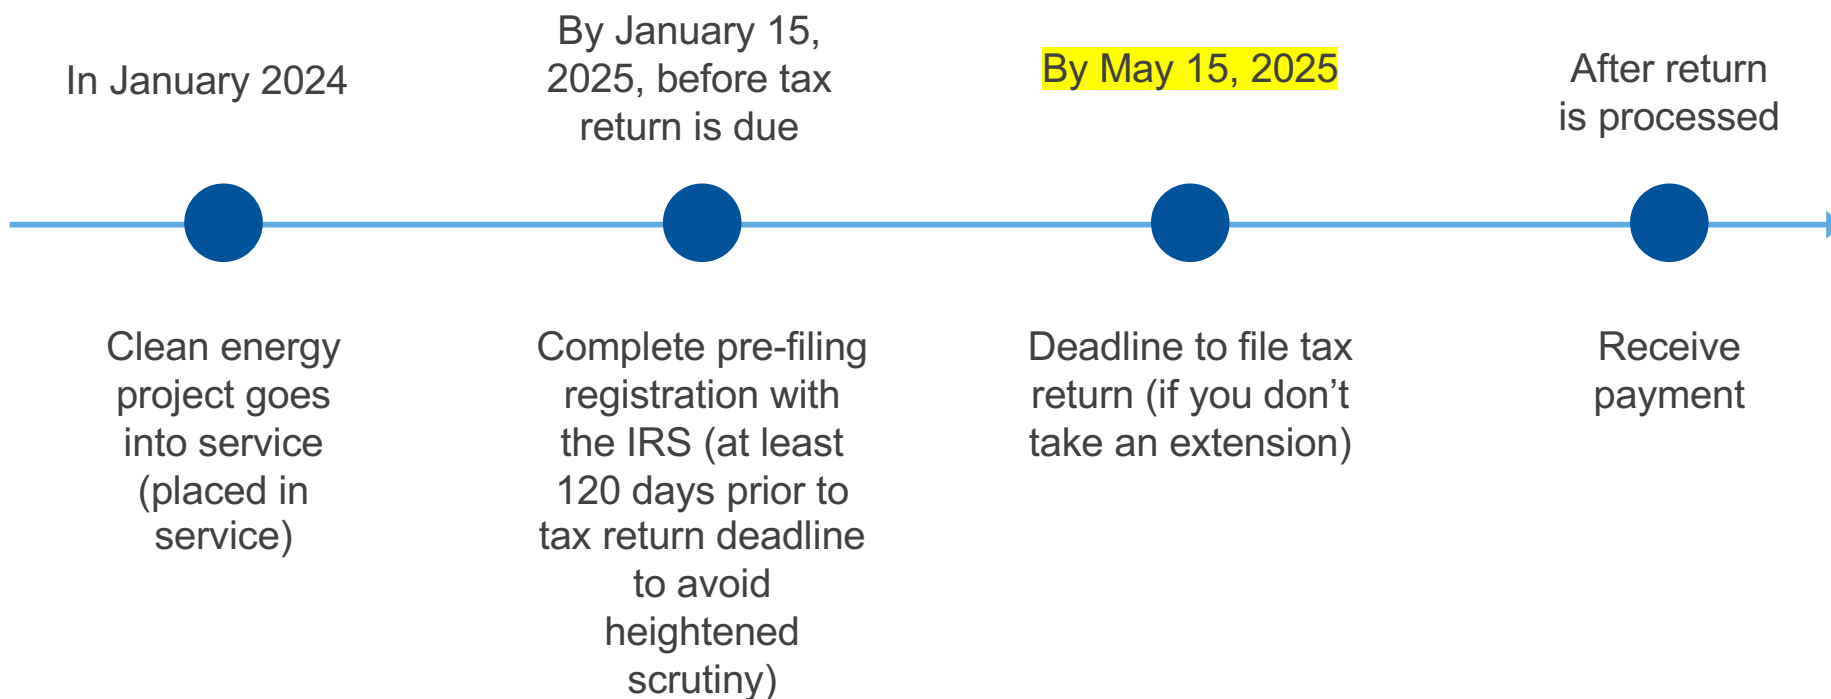 In January 2024
By January 15,
2025, before tax
return is due
By May 15, 2025
After return
is processed
Clean energy
project goes
into service
(placed in
service)
Complete pre-filing
registration with
the IRS (at least
120 days prior to
tax return deadline
to avoid
heightened
scrutiny)
Deadline to file tax
return (if you don’t
take an extension)
Receive
payment